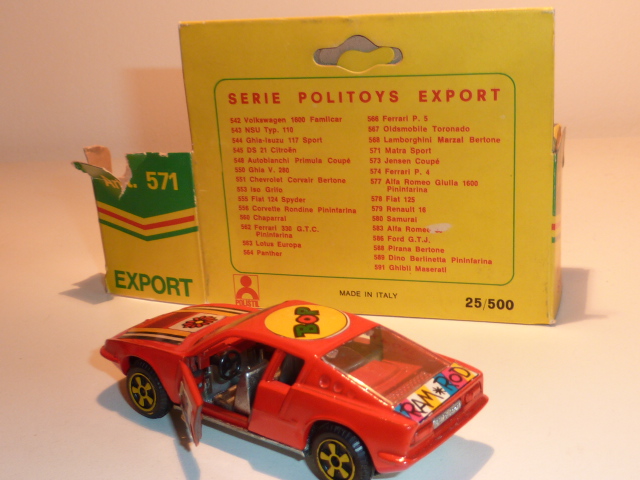 SERIE POLITOYS EXPORT
542 Volkswagen 1600 Familcar
543 NSU Typ. 110
544 Ghia-Isuzu 117 Sport
545 DS 21 Citroën
548 Autobianchi Primula Coupé
550 Ghia V. 280
551 Chevrolet Corvair Bertone
553 Iso Grifo
555 Fiat 124 Spyder
556 Corvette Rondine Pininfarina
560 Chaparral
562 Ferrari 330 G.T.C.
Pininfarina
563 Lotus Europa
564 Panther
566 Ferrari P. 5
567 Oldsmobile Toronado
568 Lamborghini Marzal Bertone
571 Matra Sport
573 Jensen Coupé
574 Ferrari P. 4
577 Alfa Romeo Giulia 1600
Pininfarina
578 Fiat 125
579 Renault 16
580 Samurai
583 Alfa Romeo
586 Ford G.T.J.
588 Pirana Bertone
589 Dino Berlinetta Pininfarina
591 Ghibli Maserati
571
EXPORT
POLISTIL
MADE IN ITALY
25/500
BOP
RAM ROD